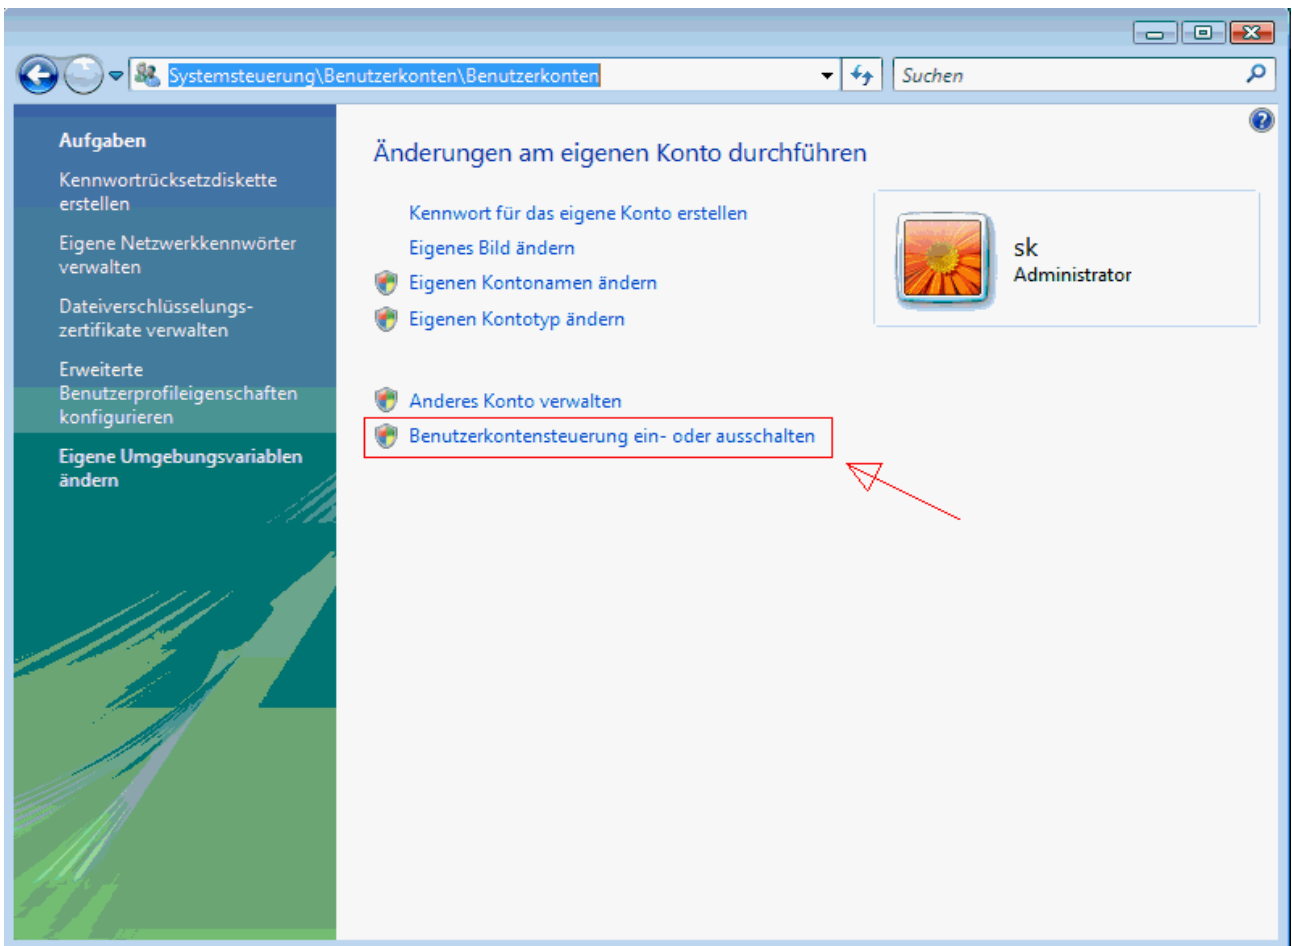 Systemsteuerung\Benutzerkonten\Benutzerkonten
Suchen
Aufgaben
Kennwortrücksetzdiskette
erstellen
Eigene Netzwerkkennwörter
verwalten
Dateiverschlüsselungs-
zertifikate verwalten
Erweiterte
Benutzerprofileigenschaften
konfigurieren
Eigene Umgebungsvariablen
ändern
Änderungen am eigenen Konto durchführen
Kennwort für das eigene Konto erstellen
Eigenes Bild ändern
Eigenen Kontonamen ändern
Eigenen Kontotyp ändern
Anderes Konto verwalten
Benutzerkontensteuerung ein- oder ausschalten
sk
Administrator